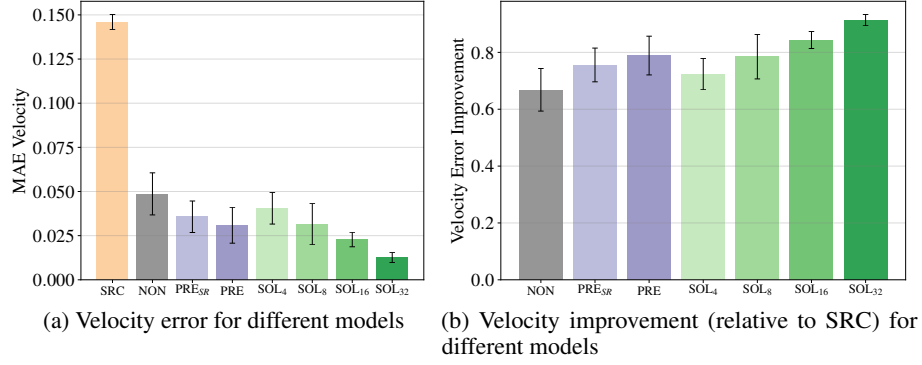 0.150
0.125
0.100
0.075
0.050
0.025
0.000
MAE Velocity
SRC NON PRE_SR PRE SOL_4 SOL_8 SOL_16 SOL_32
(a) Velocity error for different models
0.8
0.6
0.4
0.2
0.0
Velocity Error Improvement
NON PRE_SR PRE SOL_4 SOL_8 SOL_16 SOL_32
(b) Velocity improvement (relative to SRC) for
different models